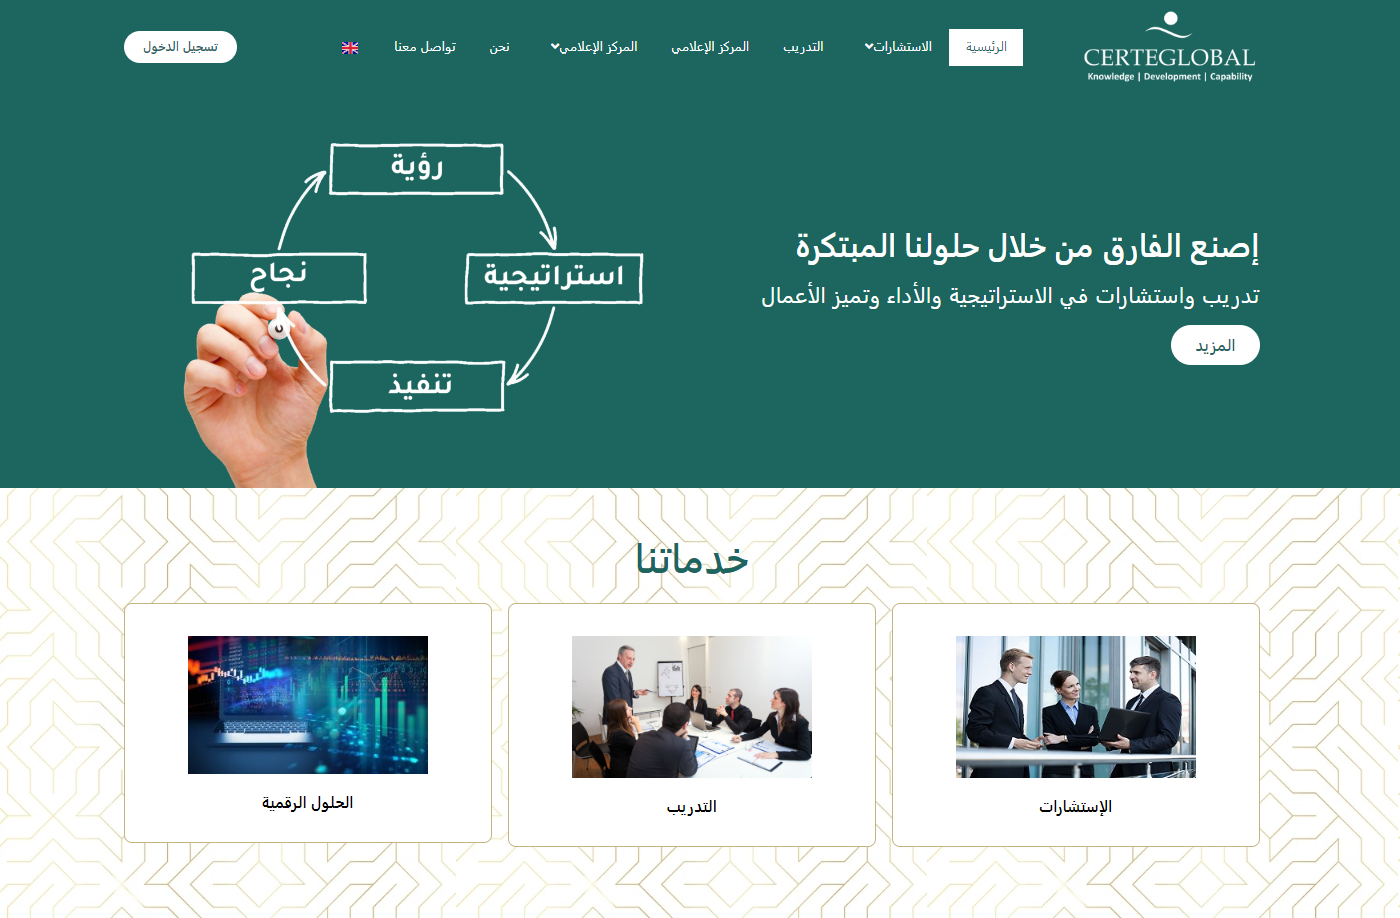 CERTEGLOBAL
Knowledge | Development | Capability
الرئيسية
الاستشارات
التدريب
المركز الإعلامي
المركز الإعلامي
نحن
تواصل معنا
تسجيل الدخول
إصنع الفارق من خلال حلولنا المبتكرة
تدريب واستشارات في الاستراتيجية والأداء وتميز الأعمال
المزيد
رؤية
استراتيجية
نجاح
تنفيذ
خدماتنا
الإستشارات
التدريب
الحلول الرقمية